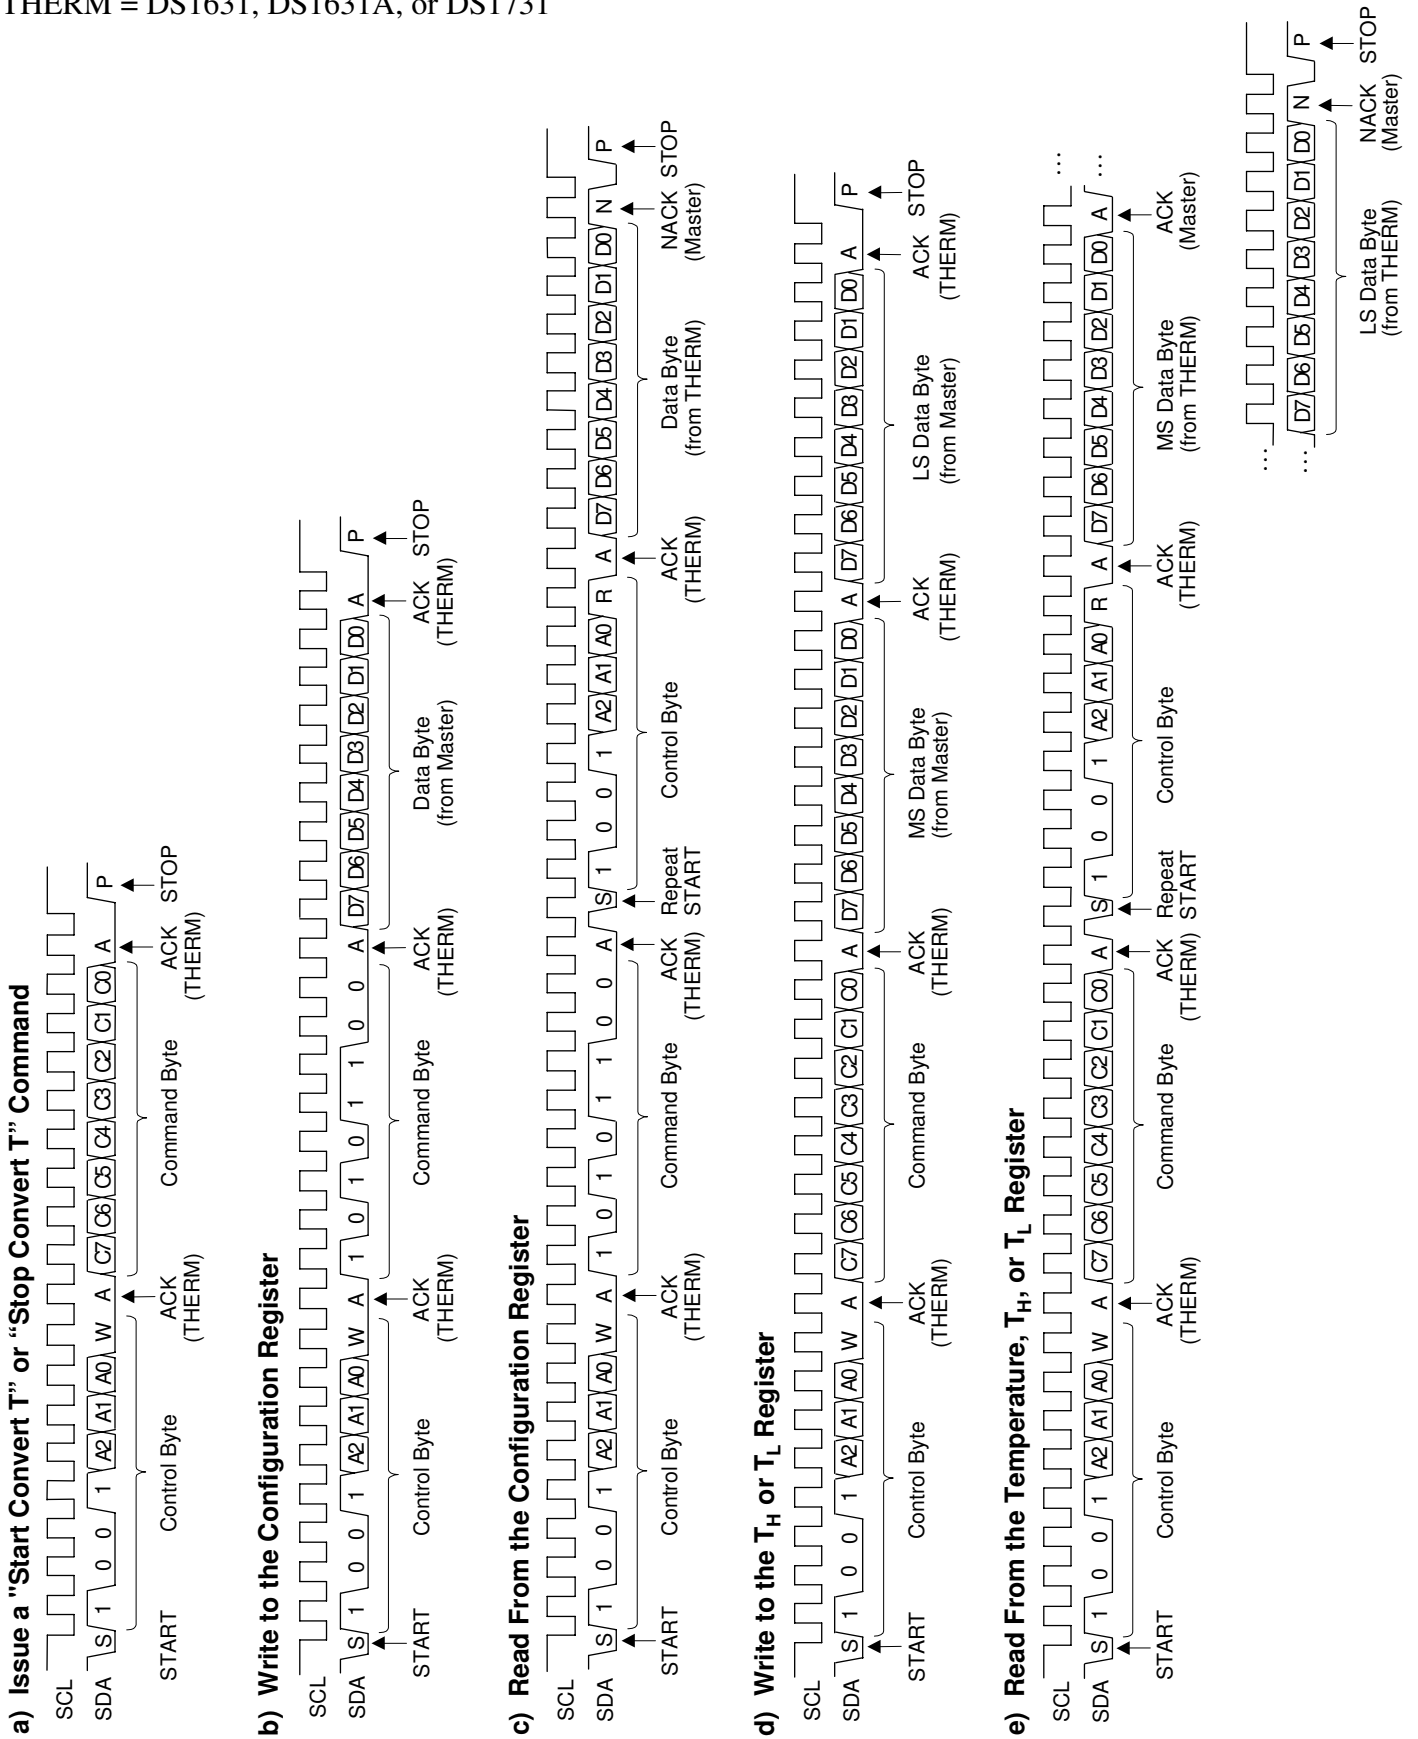 THERM = DS1631, DS1631A, or DS1731
a) Issue a "Start Convert T" or “Stop Convert T” Command
SCL
SDA S 1 0 0 1 A2 A1 A0 W A C7 C6 C5 C4 C3 C2 C1 C0 A P
START Control Byte ACK (THERM) Command Byte ACK (THERM) STOP
b) Write to the Configuration Register
SCL
SDA S 1 0 0 1 A2 A1 A0 W A 1 0 1 0 1 1 0 0 A D7 D6 D5 D4 D3 D2 D1 D0 A P
START Control Byte ACK (THERM) Command Byte ACK (THERM) Data Byte (from Master) ACK (THERM) STOP
c) Read From the Configuration Register
SCL
SDA S 1 0 0 1 A2 A1 A0 W A 1 0 1 0 1 1 0 0 A S 1 0 0 1 A2 A1 A0 R A D7 D6 D5 D4 D3 D2 D1 D0 N P
START Control Byte ACK (THERM) Command Byte ACK (THERM) Repeat START Control Byte ACK (THERM) Data Byte (from THERM) NACK (Master) STOP
d) Write to the TH or TL Register
SCL
SDA S 1 0 0 1 A2 A1 A0 W A C7 C6 C5 C4 C3 C2 C1 C0 A D7 D6 D5 D4 D3 D2 D1 D0 A D7 D6 D5 D4 D3 D2 D1 D0 A P
START Control Byte ACK (THERM) Command Byte ACK (THERM) MS Data Byte (from Master) ACK (THERM) LS Data Byte (from Master) ACK (THERM) STOP
e) Read From the Temperature, TH, or TL Register
SCL ...
SDA S 1 0 0 1 A2 A1 A0 W A C7 C6 C5 C4 C3 C2 C1 C0 A S 1 0 0 1 A2 A1 A0 R A D7 D6 D5 D4 D3 D2 D1 D0 A ...
START Control Byte ACK (THERM) Command Byte ACK (THERM) Repeat START Control Byte ACK (THERM) MS Data Byte (from THERM) ACK (Master)
...
... D7 D6 D5 D4 D3 D2 D1 D0 N P
LS Data Byte (from THERM) NACK (Master) STOP